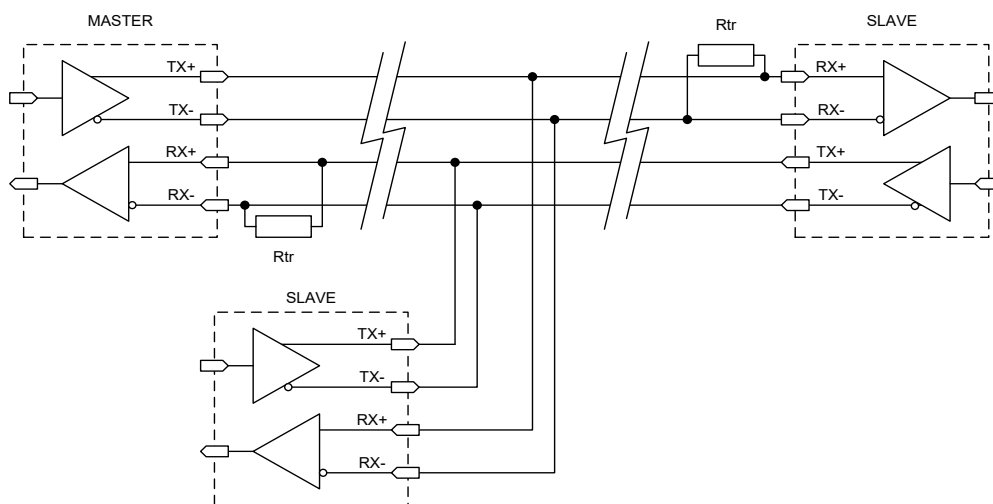 MASTER
Rtr
SLAVE
TX+
RX+
TX-
RX-
RX+
TX+
RX-
TX-
Rtr
SLAVE
TX+
TX-
RX+
RX-